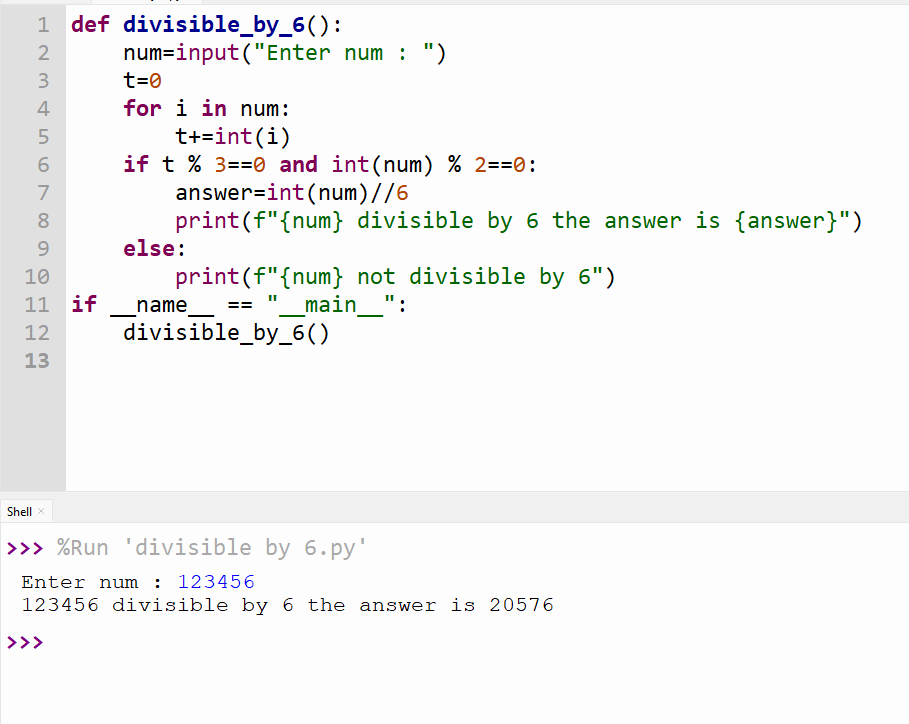 1 def divisible_by_6():
2     num=input("Enter num : ")
3     t=0
4     for i in num:
5         t+=int(i)
6     if t % 3==0 and int(num) % 2==0:
7         answer=int(num)//6
8         print(f"{num} divisible by 6 the answer is {answer}")
9     else:
10         print(f"{num} not divisible by 6")
11 if __name__ == "__main__":
12     divisible_by_6()
13
Shell ×
>>> %Run 'divisible by 6.py'
Enter num : 123456
123456 divisible by 6 the answer is 20576
>>>